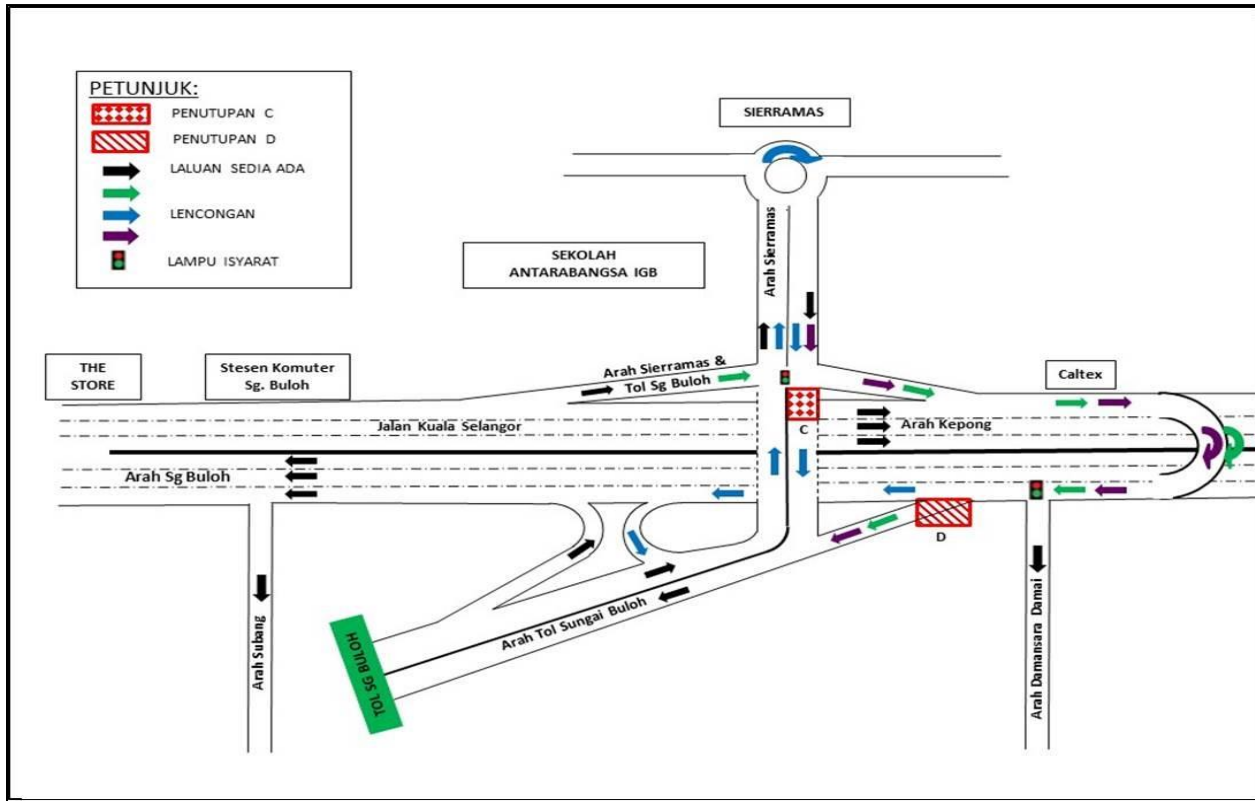 PETUNJUK:
PENUTUPAN C
PENUTUPAN D
LALUAN SEDIA ADA
LENCONGAN
LAMPU ISYARAT
SIERRAMAS
SEKOLAH
ANTARABANGSA IGB
Arah Sierramas
THE
STORE
Stesen Komuter
Sg. Buloh
Arah Sierramas &
Tol Sg Buloh
Caltex
C
Jalan Kuala Selangor
Arah Kepong
Arah Sg Buloh
D
Arah Subang
TOL SG BULOH
Arah Tol Sungai Buloh
Arah Damansara Damai